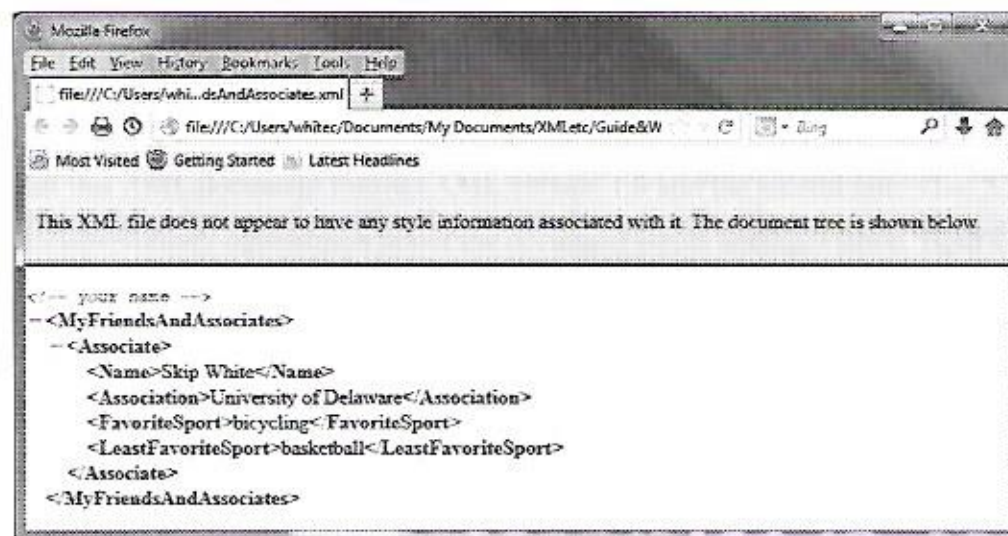 Mozilla Firefox
File Edit View History Bookmarks Tools Help
file:///C:/Users/whi...dsAndAssociates.xml +
file:///C:/Users/whitec/Documents/My Documents/XMLetc/Guide&W Bing
Most Visited Getting Started Latest Headlines
This XML file does not appear to have any style information associated with it. The document tree is shown below.
<!-- your name -->
- <MyFriendsAndAssociates>
- <Associate>
<Name>Skip White</Name>
<Association>University of Delaware</Association>
<FavoriteSport>bicycling</FavoriteSport>
<LeastFavoriteSport>basketball</LeastFavoriteSport>
</Associate>
</MyFriendsAndAssociates>